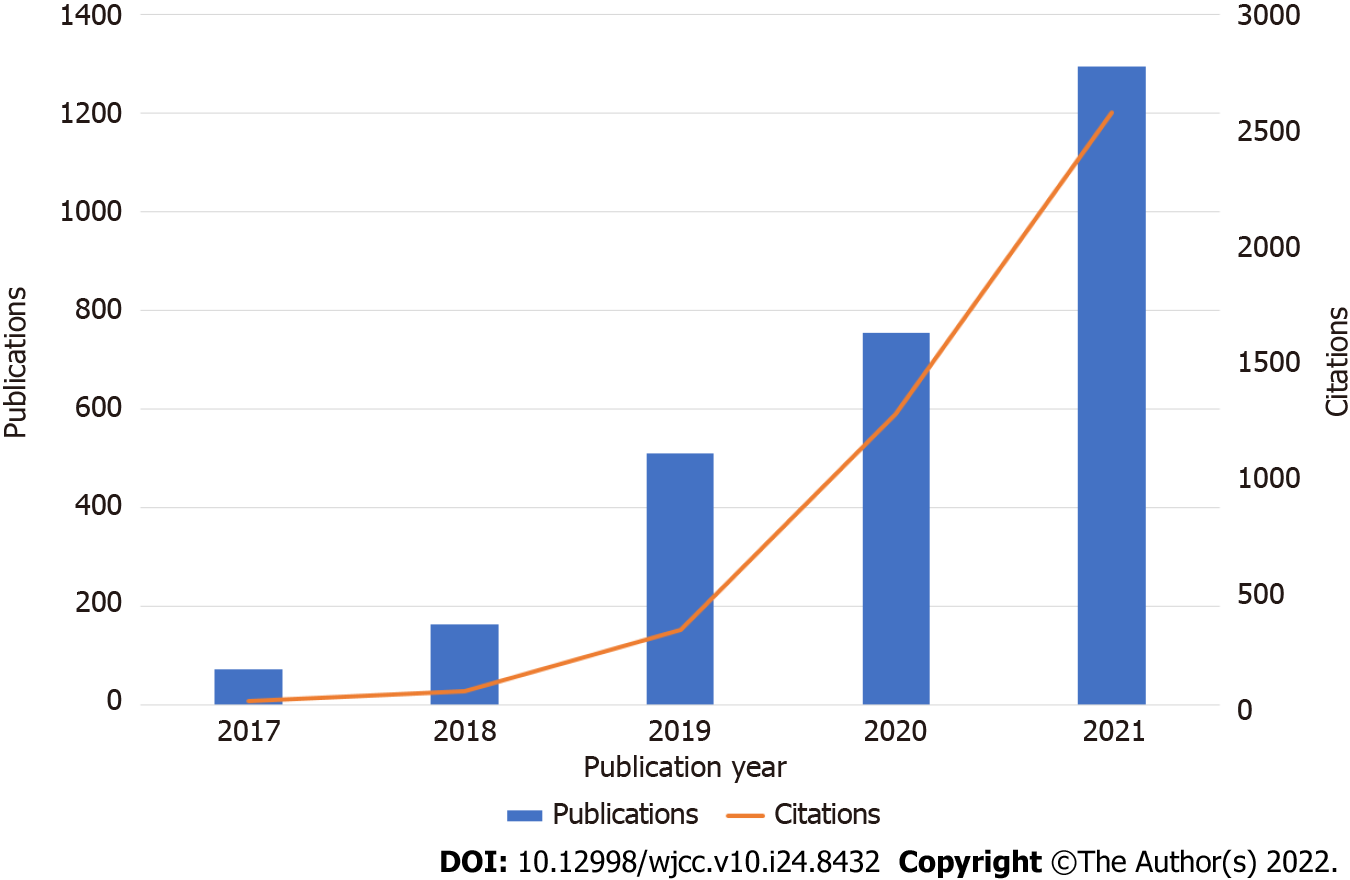 1400
1200
1000
800
600
400
200
0
Publications
3000
2500
2000
1500
1000
500
0
Citations
2017 2018 2019 2020 2021
Publication year
Publications Citations
DOI: 10.12998/wjcc.v10.i24.8432 Copyright ©The Author(s) 2022.